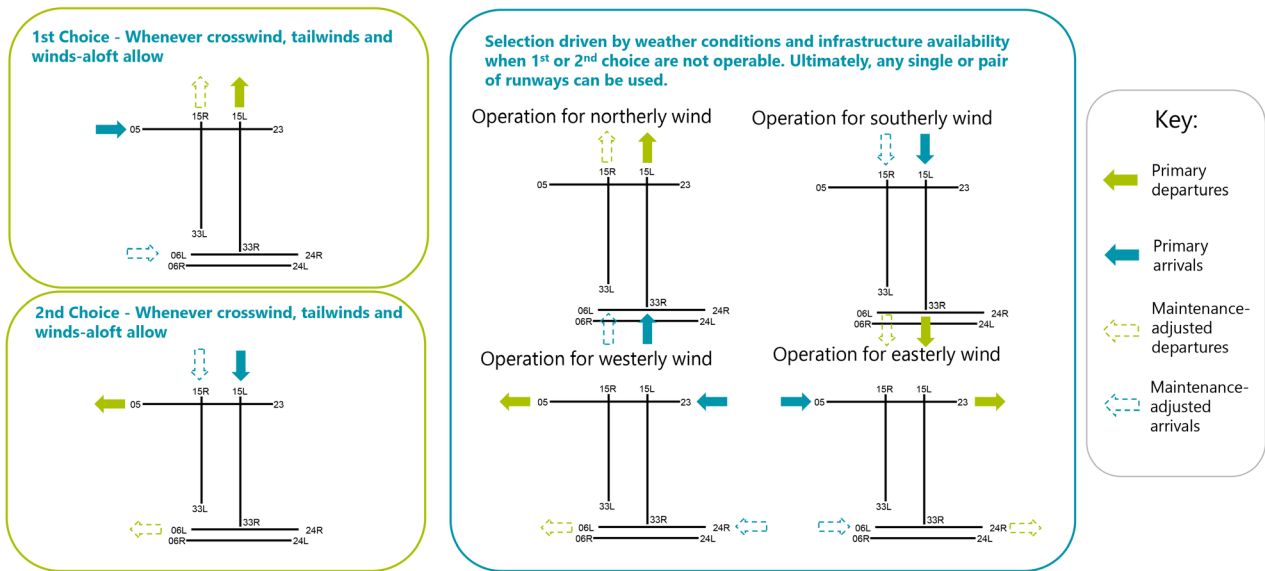 1st Choice - Whenever crosswind, tailwinds and
winds-aloft allow
15R 15L
05 23
33L
33R
06L 24R
06R 24L
2nd Choice - Whenever crosswind, tailwinds and
winds-aloft allow
15R 15L
05 23
33L
33R
06L 24R
06R 24L
Selection driven by weather conditions and infrastructure availability
when 1st or 2nd choice are not operable. Ultimately, any single or pair
of runways can be used.
Operation for northerly wind
15R 15L
05 23
33L
33R
06L 24R
06R 24L
Operation for southerly wind
15R 15L
05 23
33L
33R
06L 24R
06R 24L
Operation for westerly wind
15R 15L
05 23
33L
33R
06L 24R
06R 24L
Operation for easterly wind
15R 15L
05 23
33L
33R
06L 24R
06R 24L
Key:
Primary
departures
Primary
arrivals
Maintenance-
adjusted
departures
Maintenance-
adjusted
arrivals